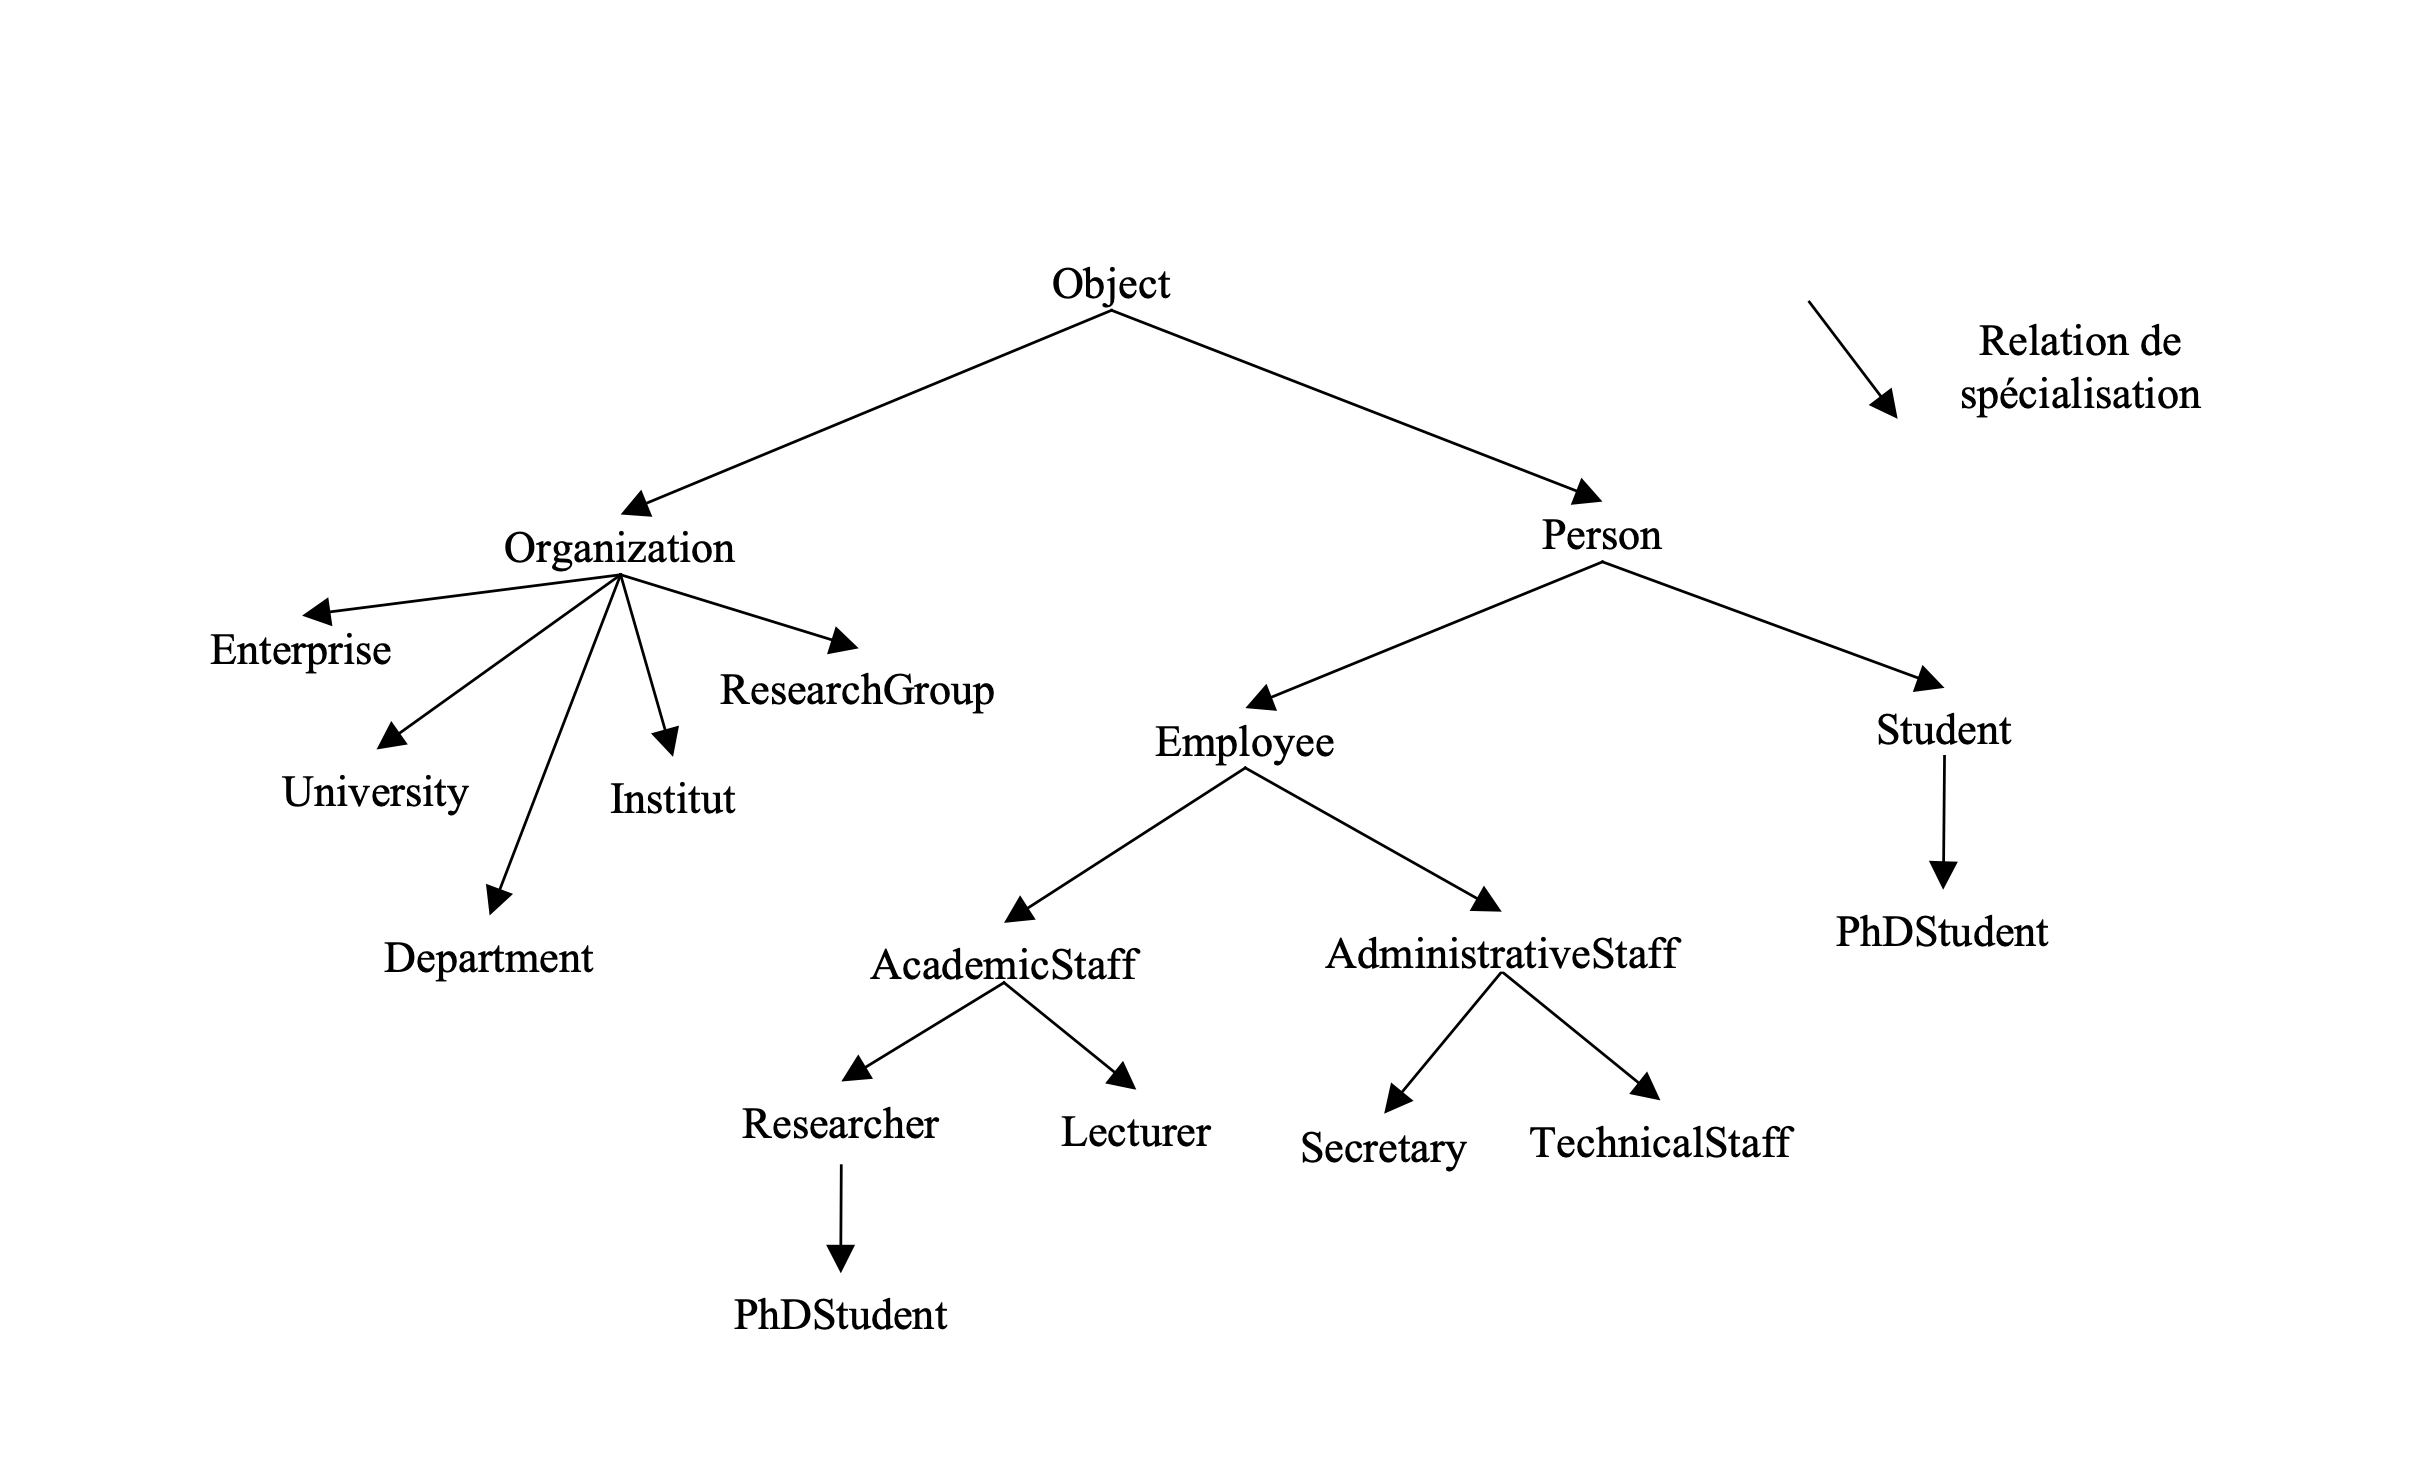 Object
Relation de
spécialisation
Organization
Person
Enterprise
ResearchGroup
Employee
Student
University
Institut
Department
AcademicStaff
AdministrativeStaff
PhDStudent
Researcher
Lecturer
Secretary
TechnicalStaff
PhDStudent